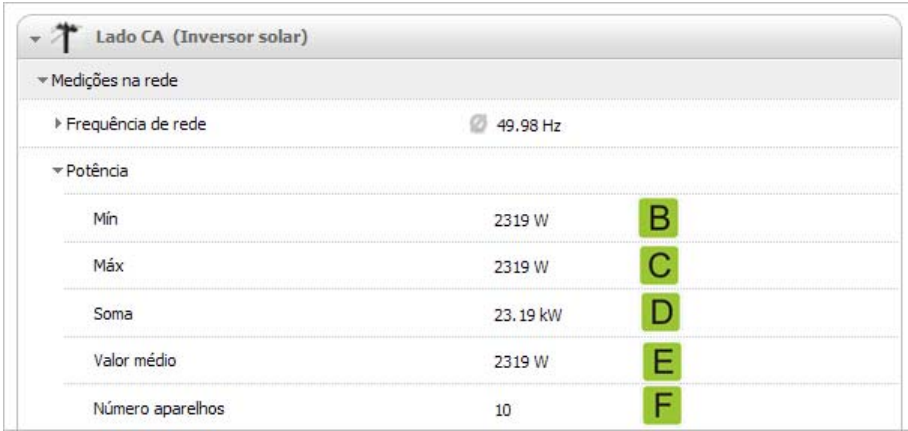 Lado CA (Inversor solar)
Medições na rede
Frequência de rede Ø 49.98 Hz
Potência
Mín 2319 W B
Máx 2319 W C
Soma 23.19 kW D
Valor médio 2319 W E
Número aparelhos 10 F